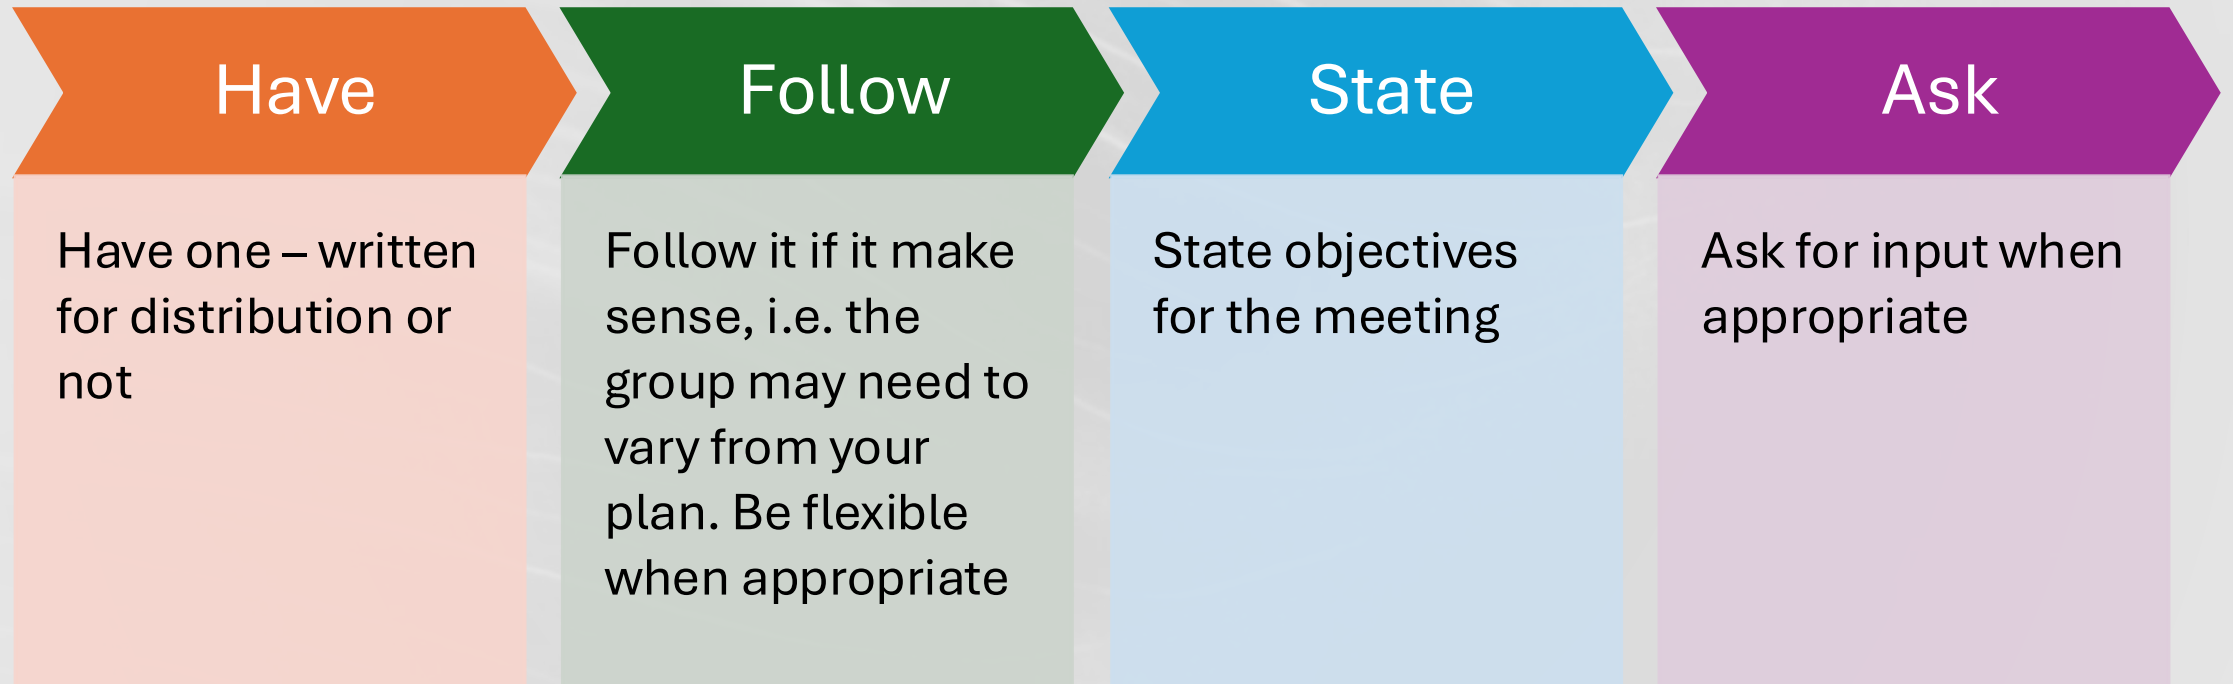 Have
Have one – written
for distribution or
not
Follow
Follow it if it make
sense, i.e. the
group may need to
vary from your
plan. Be flexible
when appropriate
State
State objectives
for the meeting
Ask
Ask for input when
appropriate